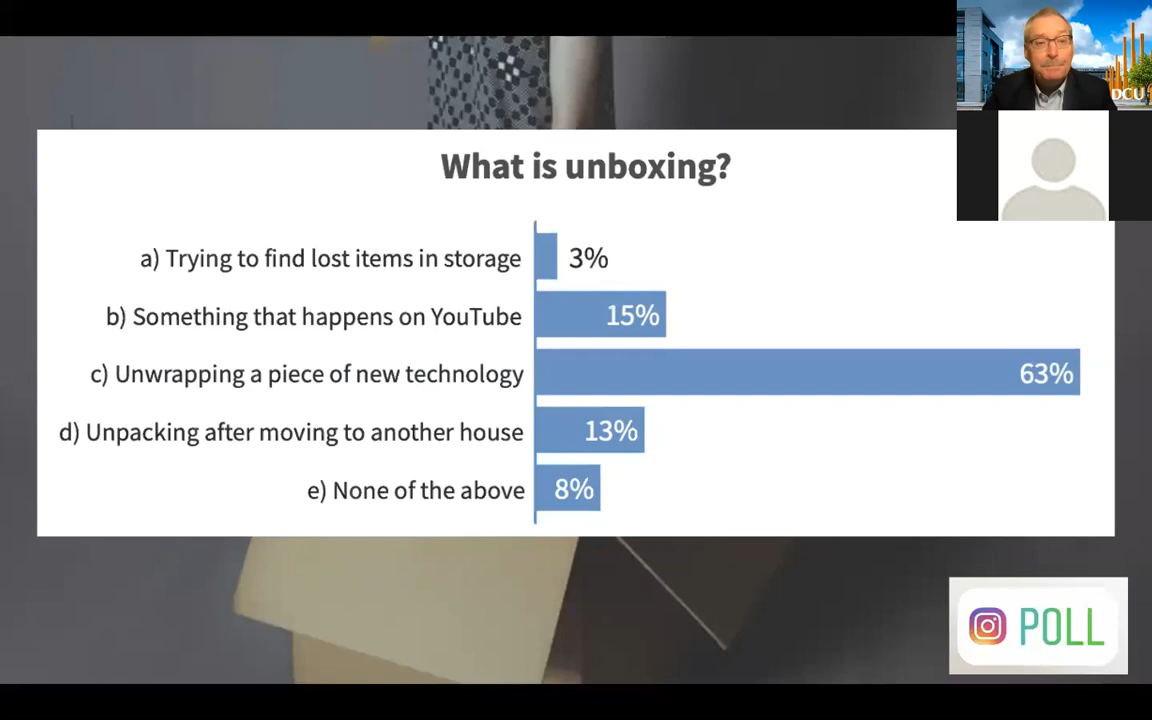 DCU
What is unboxing?
a) Trying to find lost items in storage 3%
b) Something that happens on YouTube 15%
c) Unwrapping a piece of new technology 63%
d) Unpacking after moving to another house 13%
e) None of the above 8%
POLL